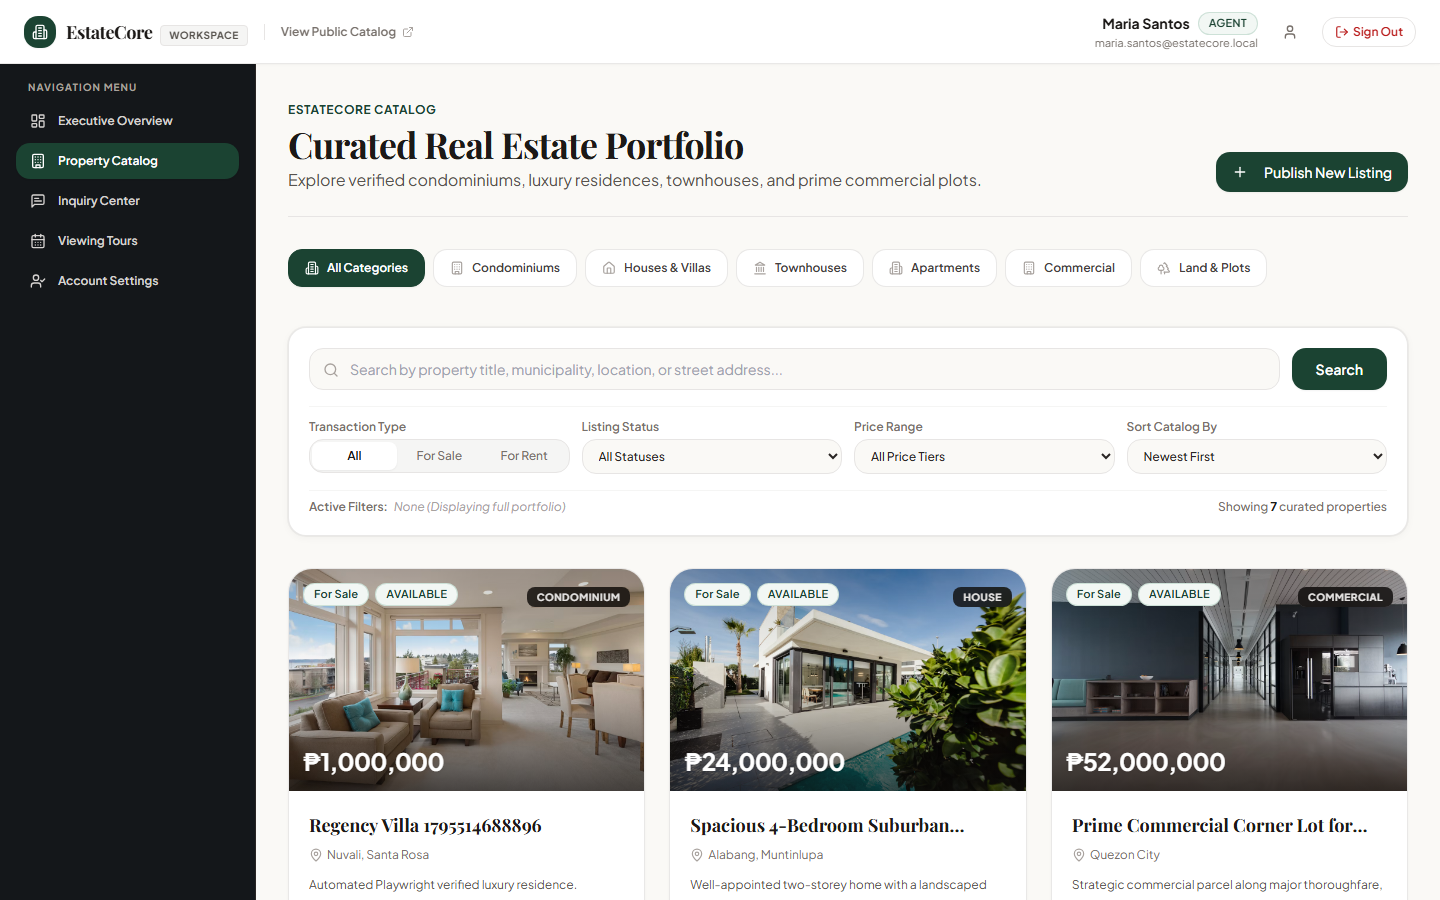 EstateCore WORKSPACE
View Public Catalog
Maria Santos AGENT
maria.santos@estatecore.local
Sign Out
NAVIGATION MENU
Executive Overview
Property Catalog
Inquiry Center
Viewing Tours
Account Settings
ESTATECORE CATALOG
Curated Real Estate Portfolio
Explore verified condominiums, luxury residences, townhouses, and prime commercial plots.
Publish New Listing
All Categories
Condominiums
Houses & Villas
Townhouses
Apartments
Commercial
Land & Plots
Search by property title, municipality, location, or street address...
Search
Transaction Type
All For Sale For Rent
Listing Status
All Statuses
Price Range
All Price Tiers
Sort Catalog By
Newest First
Active Filters: None (Displaying full portfolio)
Showing 7 curated properties
For Sale AVAILABLE CONDOMINIUM
₱1,000,000
Regency Villa 1795514688896
Nuvali, Santa Rosa
Automated Playwright verified luxury residence.
For Sale AVAILABLE HOUSE
₱24,000,000
Spacious 4-Bedroom Suburban...
Alabang, Muntinlupa
Well-appointed two-storey home with a landscaped
For Sale AVAILABLE COMMERCIAL
₱52,000,000
Prime Commercial Corner Lot for...
Quezon City
Strategic commercial parcel along major thoroughfare,